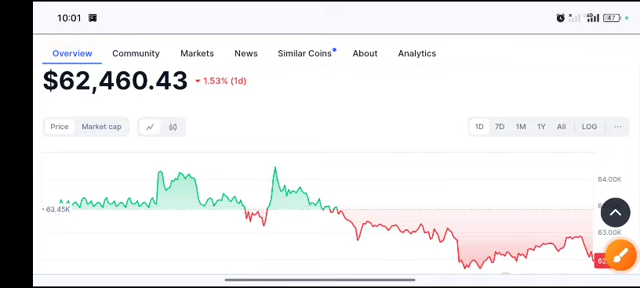 10:01
47
Overview Community Markets News Similar Coins About Analytics
$62,460.43 1.53% (1d)
Price Market cap 1D 7D 1M 1Y All LOG ...
64.00K
63.45K
63.00K